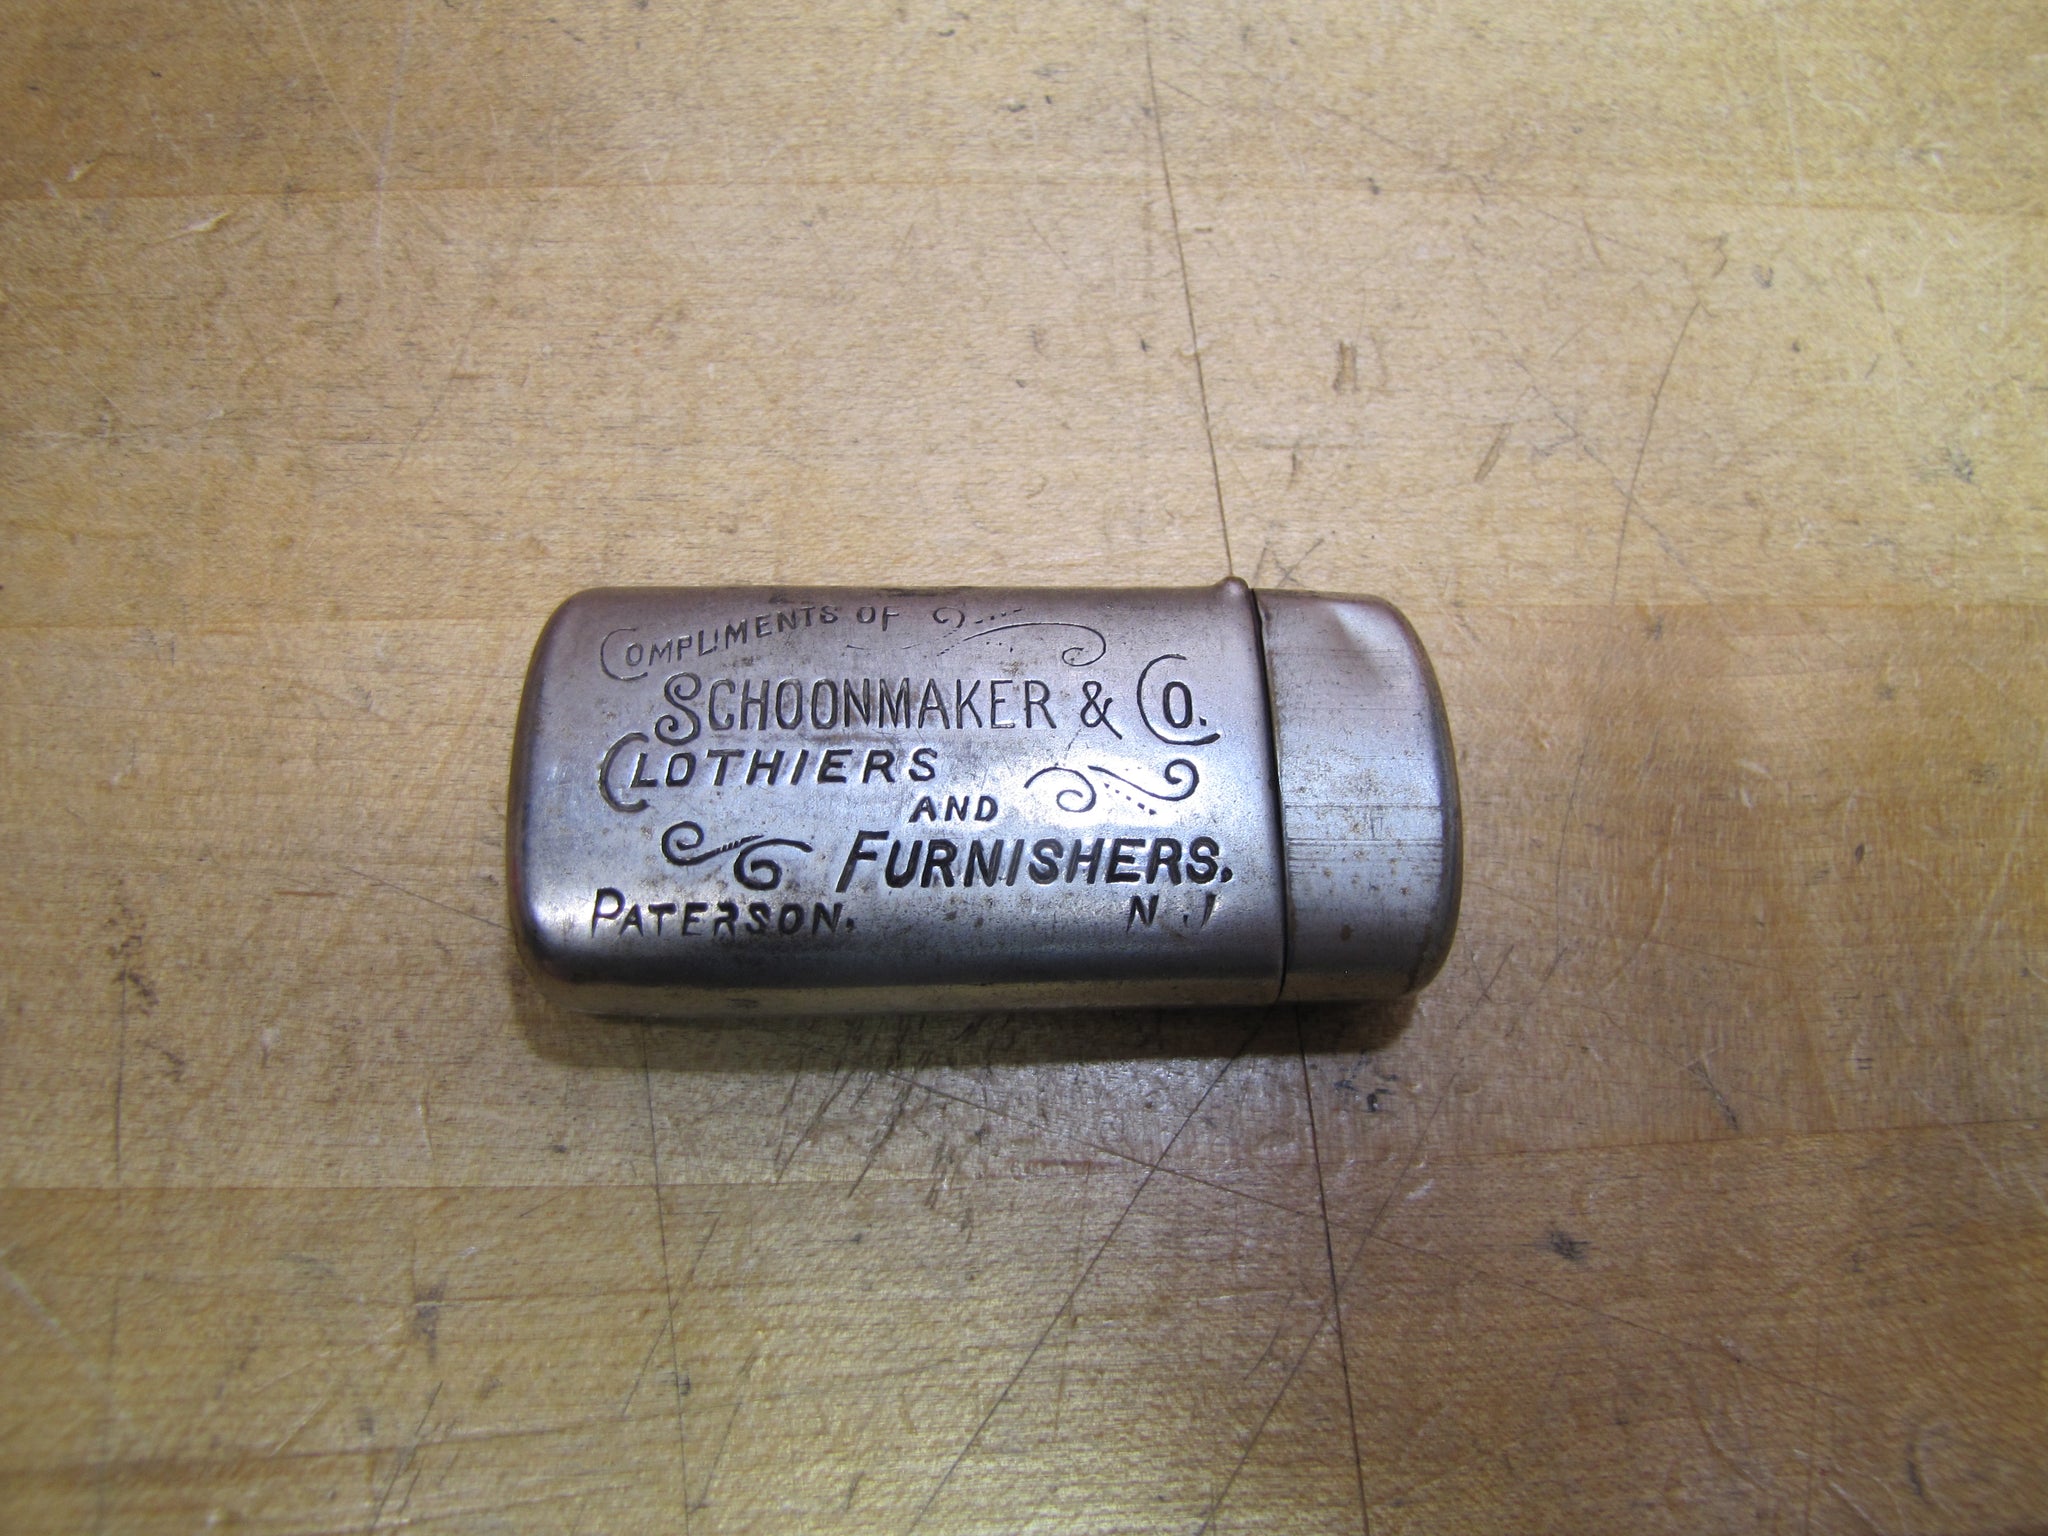 COMPLIMENTS OF
SCHOONMAKER & CO.
CLOTHIERS
AND
FURNISHERS.
PATERSON. N.J